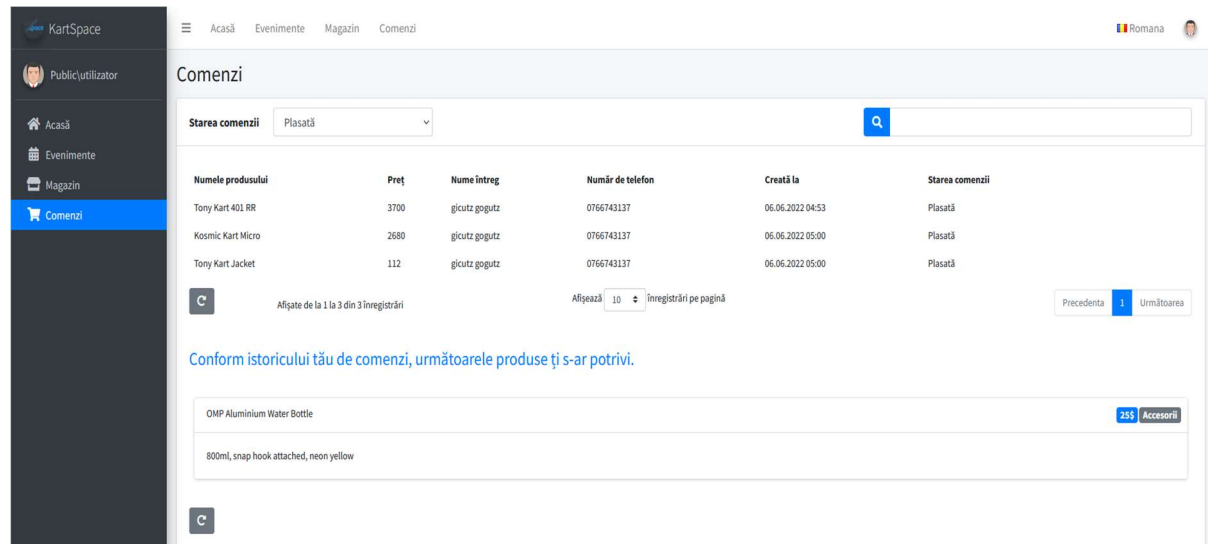 KartSpace
Acasă Evenimente Magazin Comenzi
Romana
Public\utilizator
Acasă
Evenimente
Magazin
Comenzi
Comenzi
Starea comenzii Plasată
Numele produsului Preț Nume întreg Număr de telefon Creată la Starea comenzii
Tony Kart 401 RR 3700 gicutz gogutz 0766743137 06.06.2022 04:53 Plasată
Kosmic Kart Micro 2680 gicutz gogutz 0766743137 06.06.2022 05:00 Plasată
Tony Kart Jacket 112 gicutz gogutz 0766743137 06.06.2022 05:00 Plasată
Afișate de la 1 la 3 din 3 înregistrări Afișează 10 înregistrări pe pagină Precedenta 1 Următoarea
Conform istoricului tău de comenzi, următoarele produse ți s-ar potrivi.
OMP Aluminium Water Bottle 25$ Accesorii
800ml, snap hook attached, neon yellow